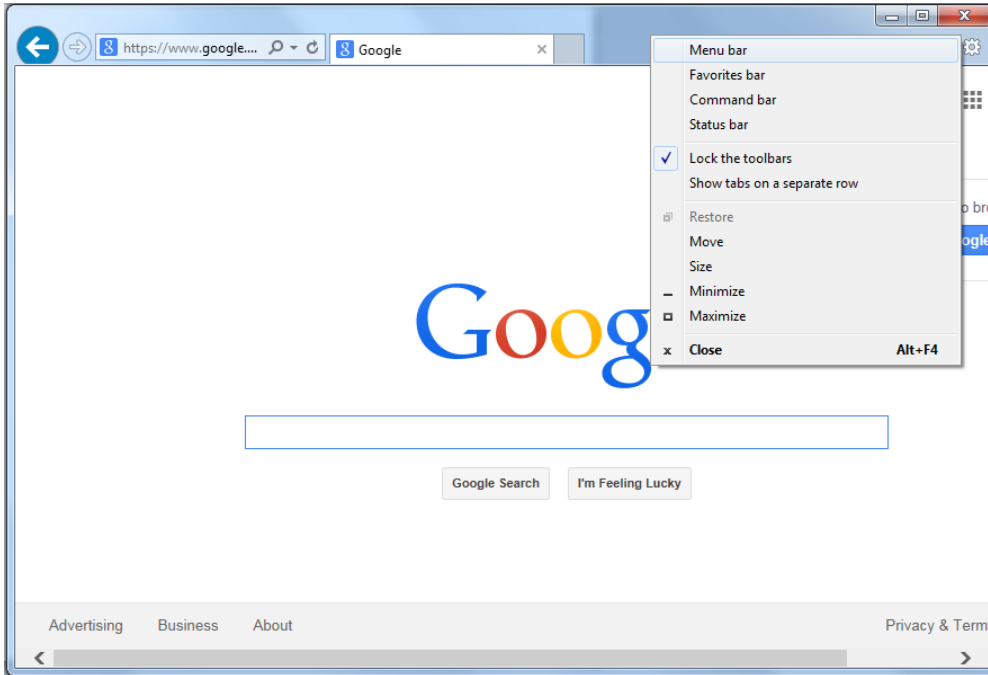 https://www.google....
Google
Menu bar
Favorites bar
Command bar
Status bar
Lock the toolbars
Show tabs on a separate row
Restore
Move
Size
Minimize
Maximize
Close Alt+F4
Goog
Google Search
I'm Feeling Lucky
Advertising Business About Privacy & Term